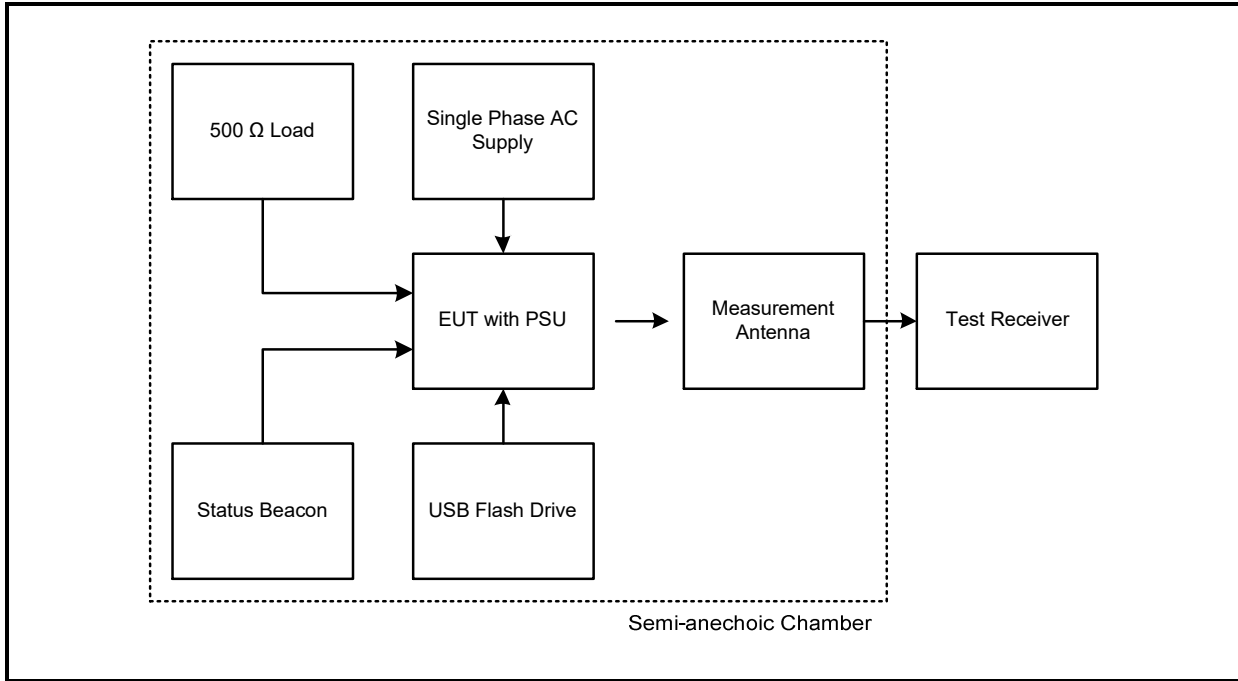 500 Ω Load
Single Phase AC
Supply
EUT with PSU
Measurement
Antenna
Test Receiver
Status Beacon
USB Flash Drive
Semi-anechoic Chamber